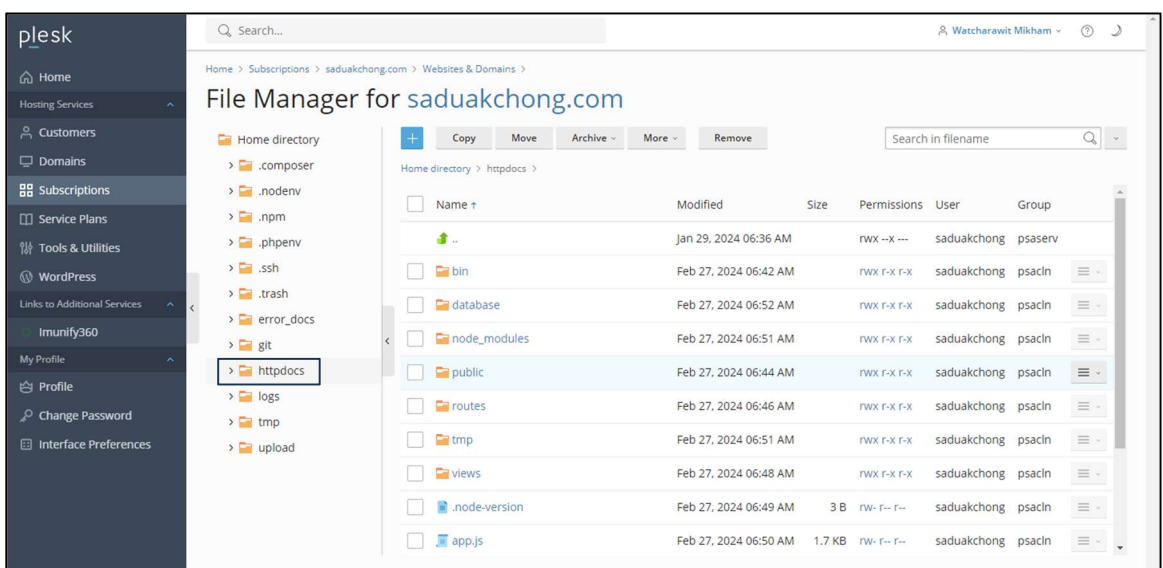 plesk
Search...
Watcharawit Mikham
Home
Hosting Services
Customers
Domains
Subscriptions
Service Plans
Tools & Utilities
WordPress
Links to Additional Services
Imunify360
My Profile
Profile
Change Password
Interface Preferences
Home > Subscriptions > saduakchong.com > Websites & Domains >
File Manager for saduakchong.com
Home directory
.composer
.nodenv
.npm
.phpenv
.ssh
.trash
error_docs
git
httpdocs
logs
tmp
upload
+ Copy Move Archive More Remove
Search in filename
Home directory > httpdocs >
Name ↑ Modified Size Permissions User Group
.. Jan 29, 2024 06:36 AM rwx --x --- saduakchong psaserv
bin Feb 27, 2024 06:42 AM rwx r-x r-x saduakchong psacln
database Feb 27, 2024 06:52 AM rwx r-x r-x saduakchong psacln
node_modules Feb 27, 2024 06:51 AM rwx r-x r-x saduakchong psacln
public Feb 27, 2024 06:44 AM rwx r-x r-x saduakchong psacln
routes Feb 27, 2024 06:46 AM rwx r-x r-x saduakchong psacln
tmp Feb 27, 2024 06:51 AM rwx r-x r-x saduakchong psacln
views Feb 27, 2024 06:48 AM rwx r-x r-x saduakchong psacln
.node-version Feb 27, 2024 06:49 AM 3 B rw- r-- r-- saduakchong psacln
app.js Feb 27, 2024 06:50 AM 1.7 KB rw- r-- r-- saduakchong psacln